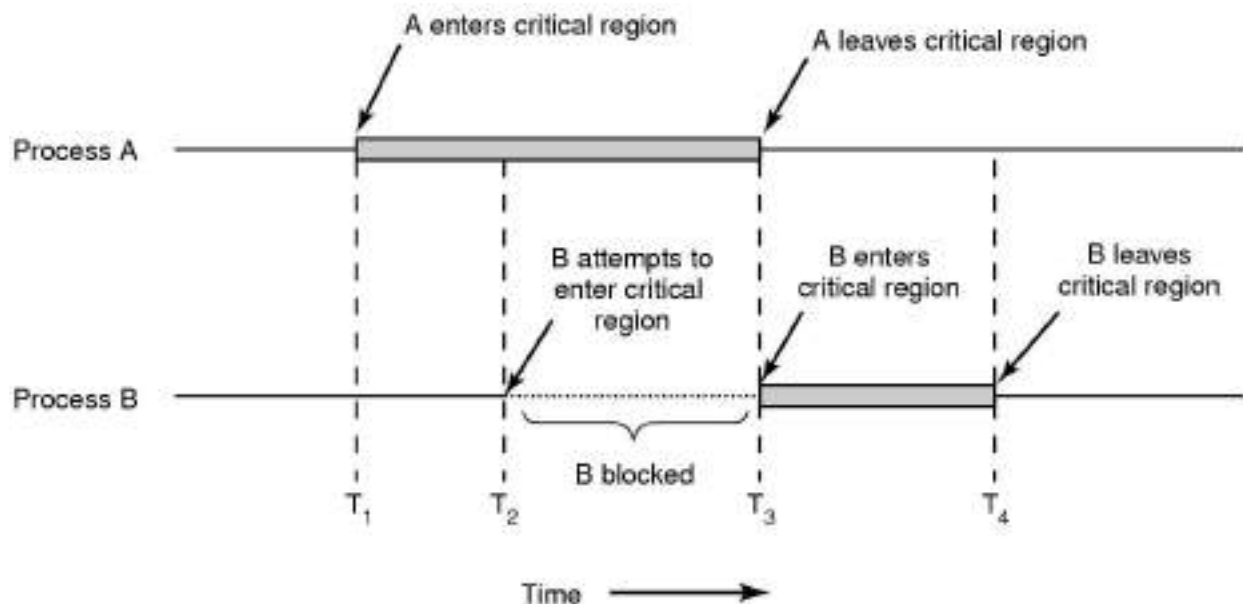 A enters critical region
A leaves critical region
Process A
B attempts to
enter critical
region
B enters
critical region
B leaves
critical region
Process B
B blocked
T1
T2
T3
T4
Time